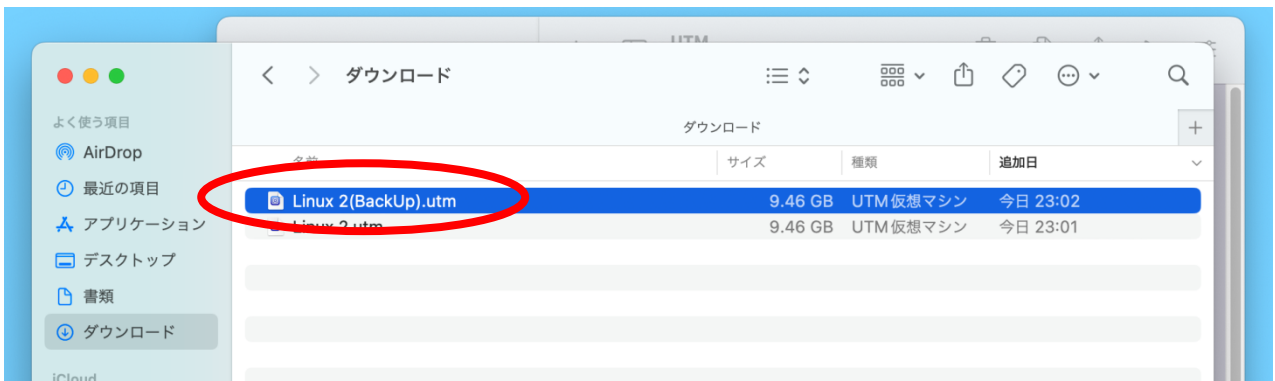 UTM
ダウンロード
よく使う項目
ダウンロード
AirDrop
名前 サイズ 種類 追加日
最近の項目
Linux 2(BackUp).utm 9.46 GB UTM仮想マシン 今日 23:02
アプリケーション
Linux 2.utm 9.46 GB UTM仮想マシン 今日 23:01
デスクトップ
書類
ダウンロード
iCloud